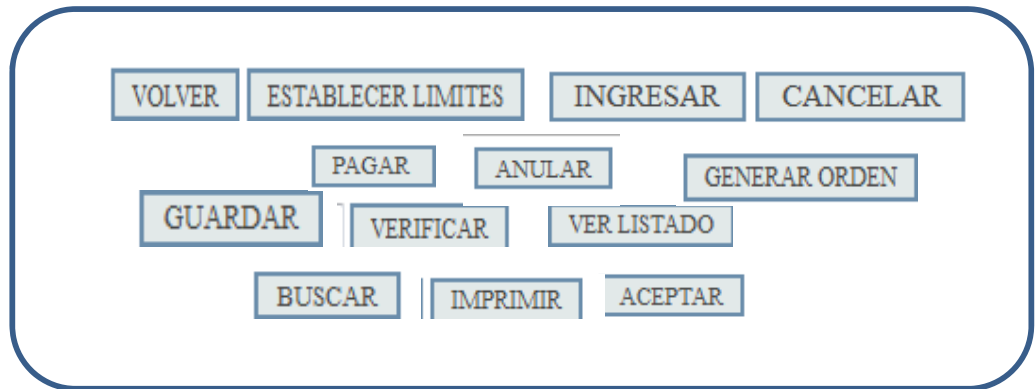 VOLVER ESTABLECER LIMITES INGRESAR CANCELAR
PAGAR ANULAR GENERAR ORDEN
GUARDAR VERIFICAR VER LISTADO
BUSCAR IMPRIMIR ACEPTAR